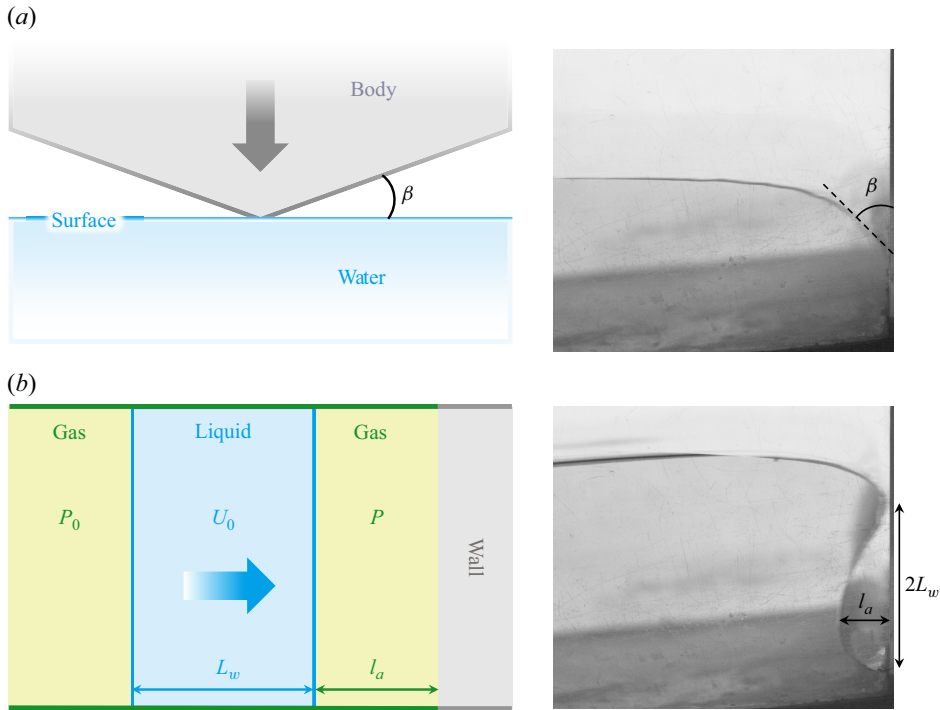 (a)
Body
β
Surface
Water
β
(b)
Gas
Liquid
Gas
P0
U0
P
Wall
Lw
la
la
2Lw